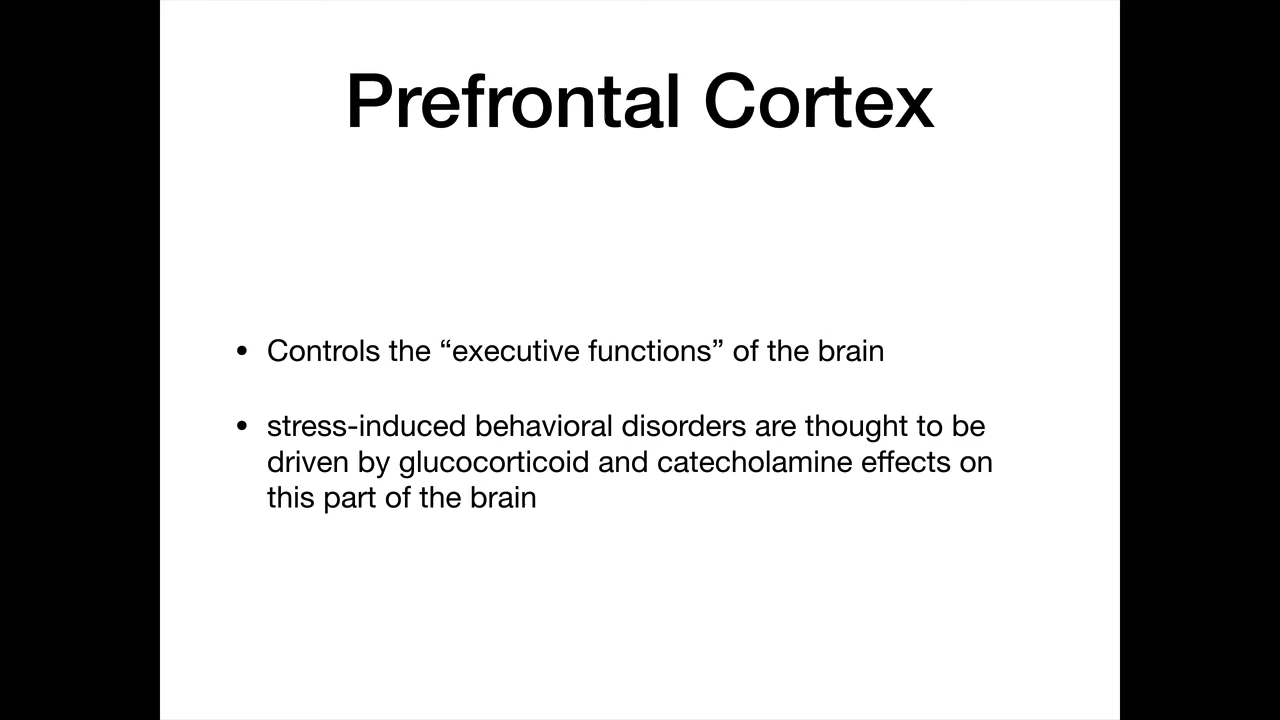 Prefrontal Cortex
• Controls the “executive functions” of the brain
• stress-induced behavioral disorders are thought to be
driven by glucocorticoid and catecholamine effects on
this part of the brain